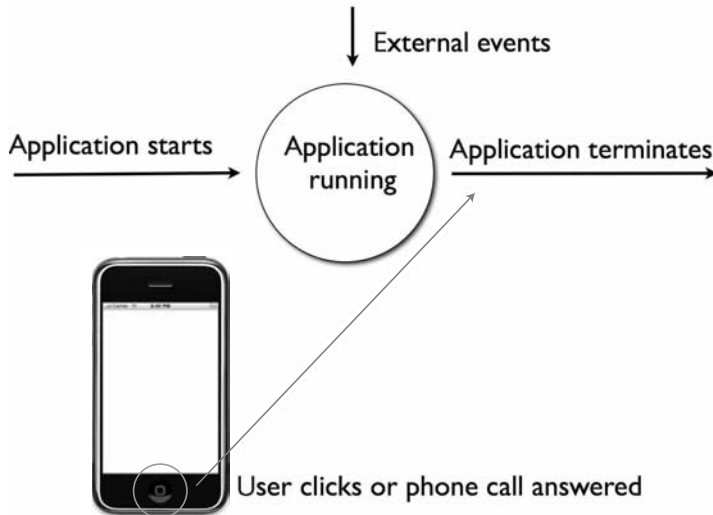 External events
Application starts
Application
running
Application terminates
User clicks or phone call answered